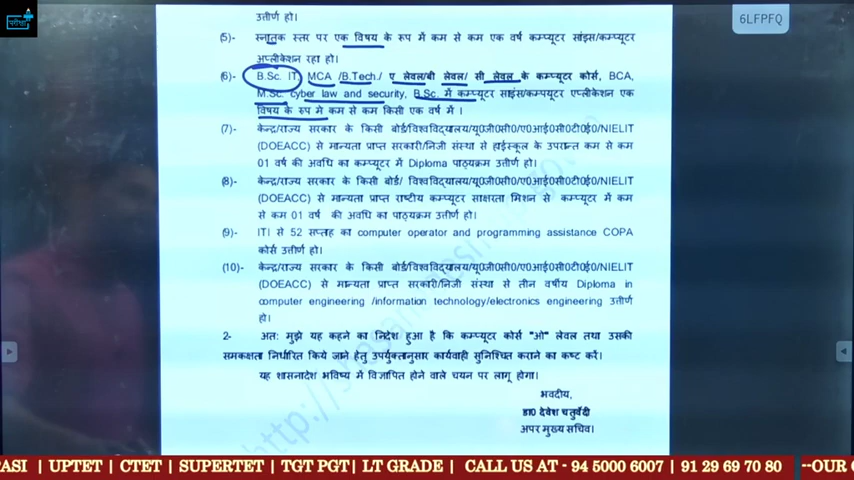 परीक्षा
6LFPFQ
उत्तीर्ण हो।
(5)- स्नातक स्तर पर एक विषय के रूप में कम से कम एक वर्ष कम्प्यूटर साइंस/कम्प्यूटर
अप्लीकेशन रहा हो।
(6)- B.Sc. IT, MCA /B.Tech./ ए लेवल/बी लेवल/ सी लेवल के कम्प्यूटर कोर्स, BCA,
M.Sc. cyber law and security, B.Sc. में कम्प्यूटर साइंस/कम्पयूटर एप्लीकेशन एक
विषय के रूप में कम से कम किसी एक वर्ष में ।
(7)- केन्द्र/राज्य सरकार के किसी बोर्ड/विश्वविद्यालय/यू0जी0सी0/ए0आई0सी0टी0ई0/NIELIT
(DOEACC) से मान्यता प्राप्त सरकारी/निजी संस्था से हाईस्कूल के उपरान्त कम से कम
01 वर्ष की अवधि का कम्प्यूटर में Diploma पाठ्यक्रम उत्तीर्ण हो।
(8)- केन्द्र/राज्य सरकार के किसी बोर्ड/ विश्वविद्यालय/यू0जी0सी0/ए0आई0सी0टी0ई0/NIELIT
(DOEACC) से मान्यता प्राप्त राष्टीय कम्प्यूटर साक्षरता मिशन से कम्प्यूटर में कम
से कम 01 वर्ष की अवधि का पाठ्यक्रम उत्तीर्ण हो।
(9)- ITI से 52 सप्ताह का computer operator and programming assistance COPA
कोर्स उत्तीर्ण हो।
(10)- केन्द्र/राज्य सरकार के किसी बोर्ड/विश्वविद्यालय/यू0जी0सी0/ए0आई0सी0टी0ई0/NIELIT
(DOEACC) से मान्यता प्राप्त सरकारी/निजी संस्था से तीन वर्षीय Diploma in
computer engineering /information technology/electronics engineering उत्तीर्ण
हो।
2- अतः मुझे यह कहने का निदेश हुआ है कि कम्प्यूटर कोर्स "ओ" लेवल तथा उसकी
समकक्षता निर्धारित किये जाने हेतु उपर्युक्तानुसार कार्यवाही सुनिश्चित कराने का कष्ट करें।
यह शासनादेश भविष्य में विज्ञापित होने वाले चयन पर लागू होगा।
भवदीय,
डा0 देवेश चतुर्वेदी
अपर मुख्य सचिव।
PASI | UPTET | CTET | SUPERTET | TGT PGT| LT GRADE | CALL US AT - 94 5000 6007 | 91 29 69 70 80 --OUR